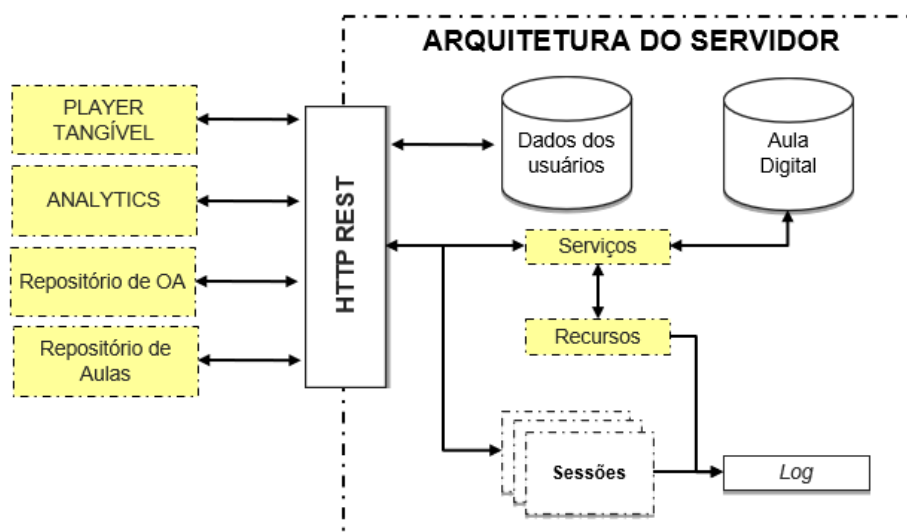 ARQUITETURA DO SERVIDOR
PLAYER
TANGÍVEL
ANALYTICS
Repositório de OA
Repositório de
Aulas
HTTP REST
Dados dos
usuários
Aula
Digital
Serviços
Recursos
Sessões
Log